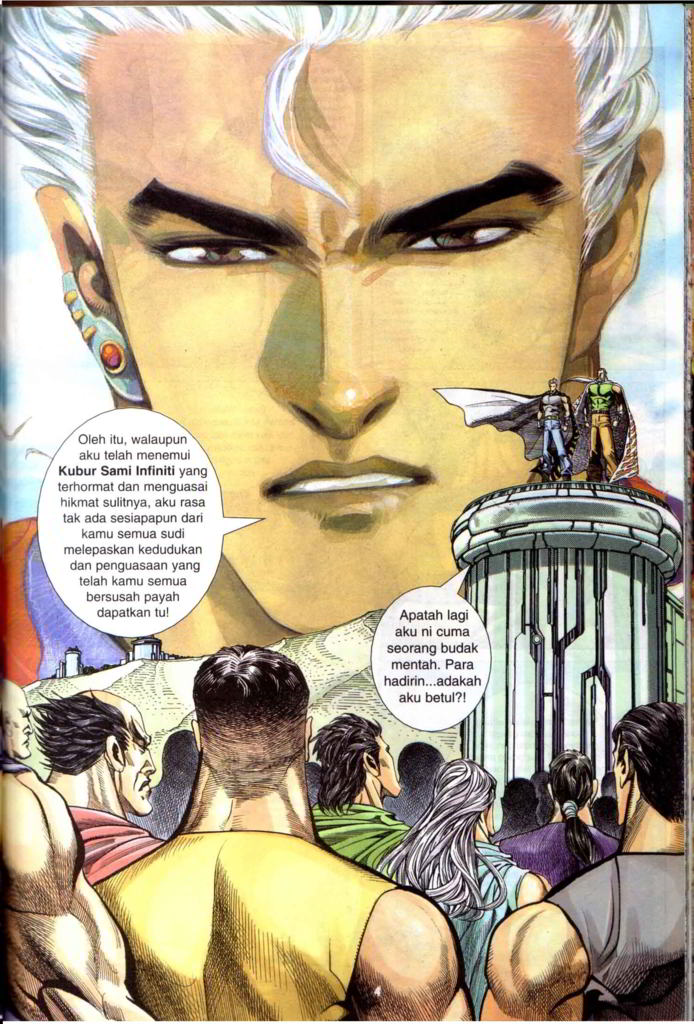 Oleh itu, walaupun
aku telah menemui
Kubur Sami Infiniti yang
terhormat dan menguasai
hikmat sulitnya, aku rasa
tak ada sesiapapun dari
kamu semua sudi
melepaskan kedudukan
dan penguasaan yang
telah kamu semua
bersusah payah
dapatkan tu!
Apatah lagi
aku ni cuma
seorang budak
mentah. Para
hadirin...adakah
aku betul?!
4